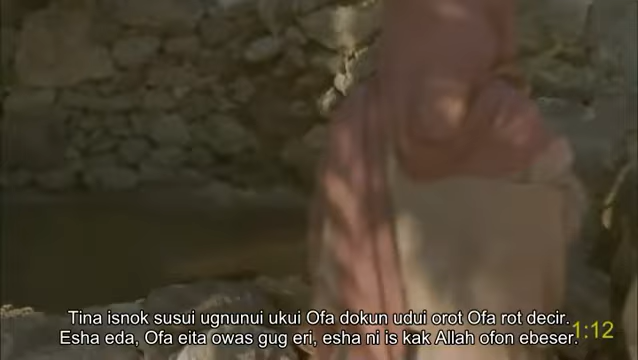 Tina isnok susui ugnunui ukui Ofa dokun udui orot Ofa rot decir.
Esha eda, Ofa eita owas gug eri, esha ni is kak Allah ofon ebeser.
1:12